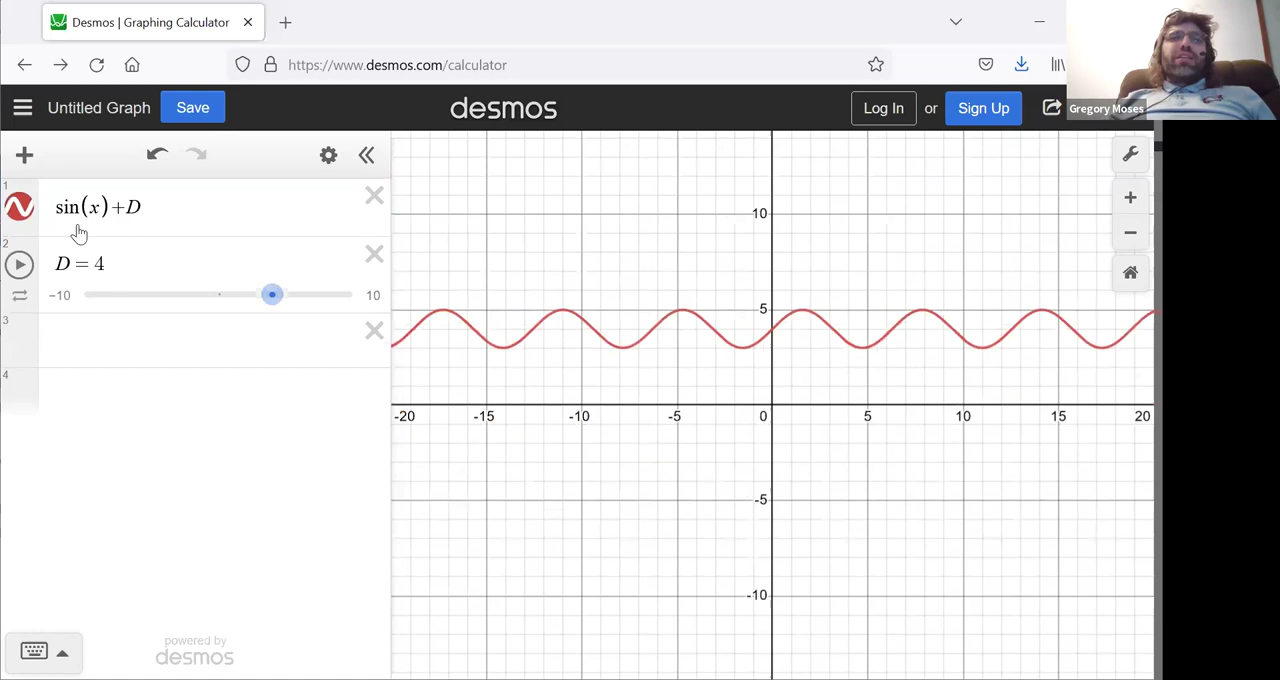 Desmos | Graphing Calculator
https://www.desmos.com/calculator
Gregory Moses
Untitled Graph
Save
desmos
Log In
or
Sign Up
1
sin(x)+D
2
D = 4
-10
10
3
4
10
5
-20
-15
-10
-5
0
5
10
15
20
-5
-10
powered by
desmos